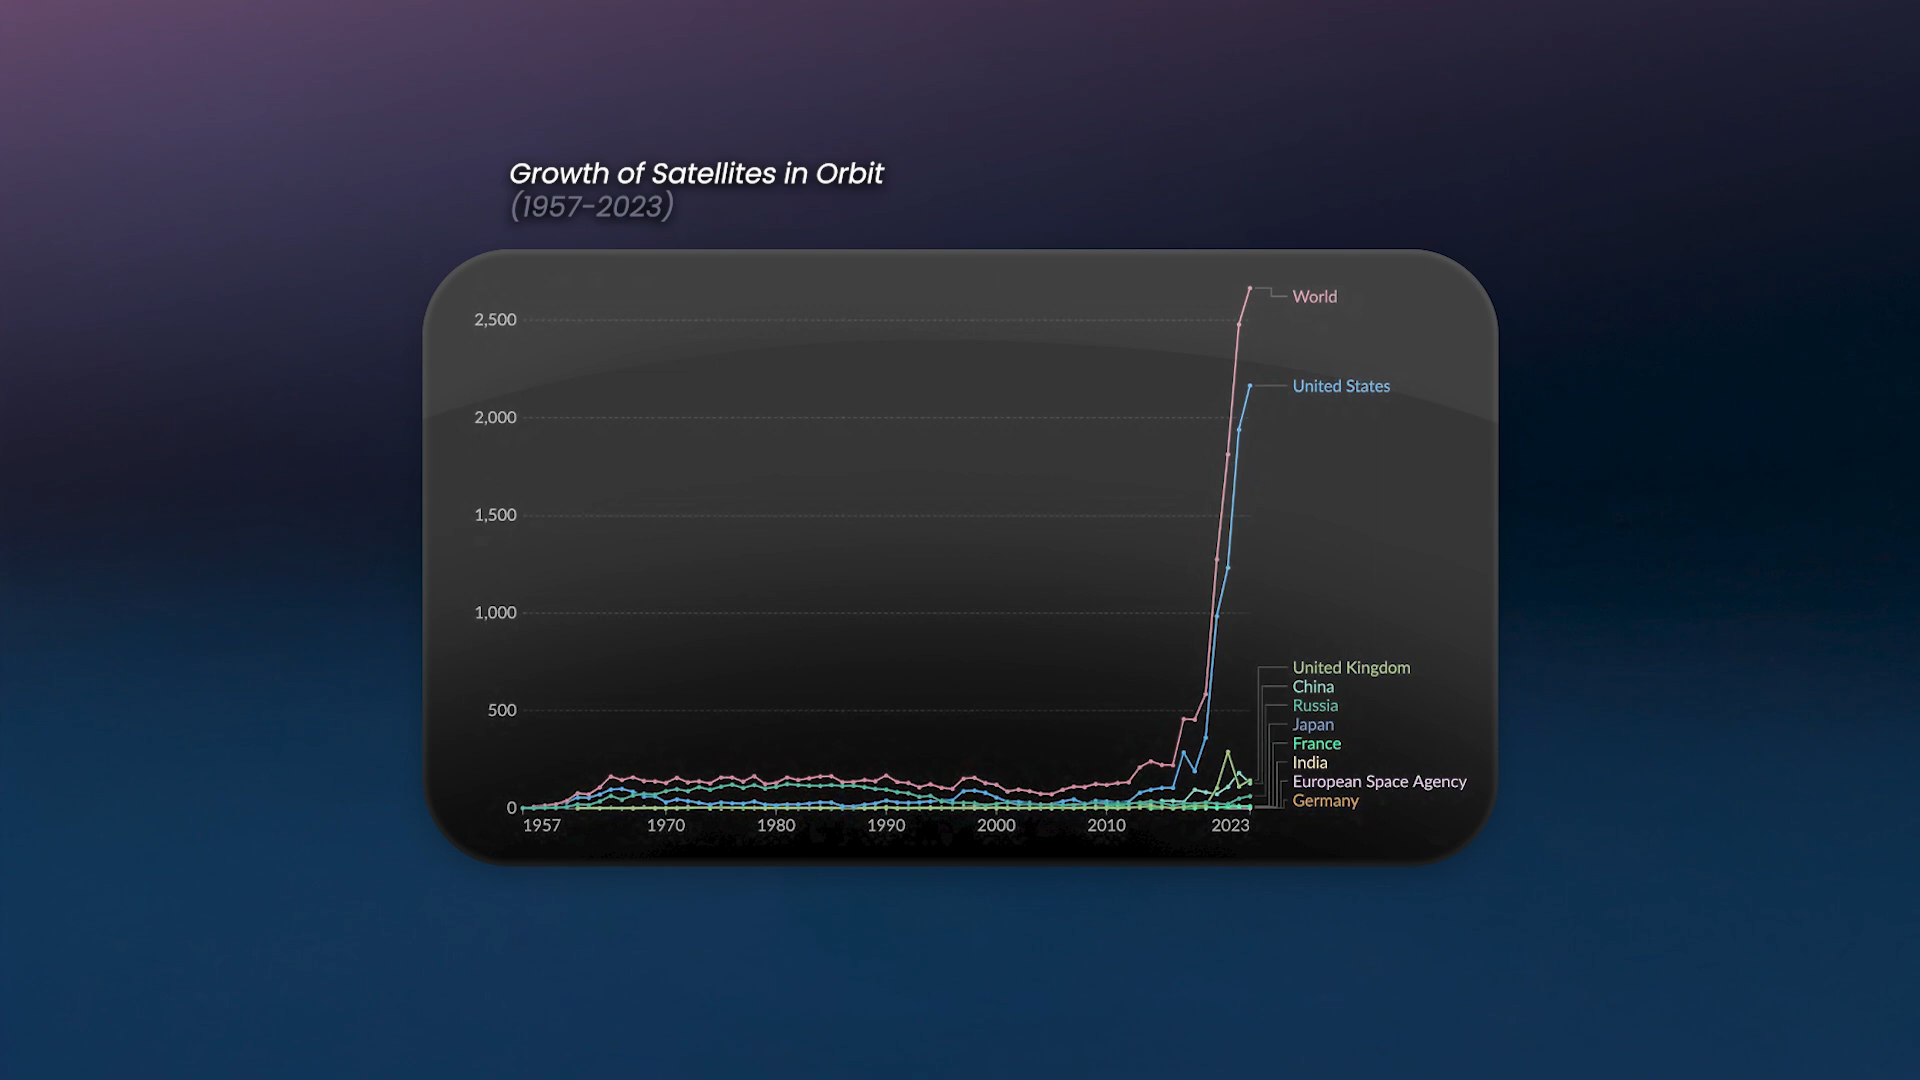 Growth of Satellites in Orbit
(1957-2023)
2,500
2,000
1,500
1,000
500
0
1957
1970
1980
1990
2000
2010
2023
World
United States
United Kingdom
China
Russia
Japan
France
India
European Space Agency
Germany